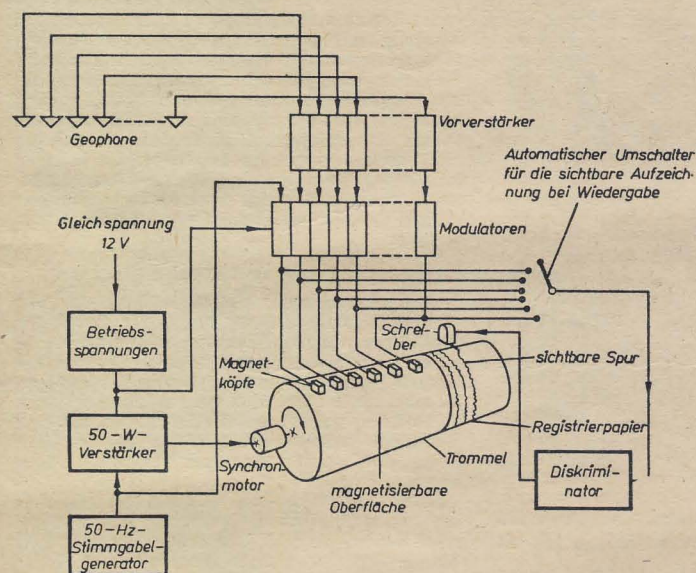 Geophone
Vorverstärker
Automatischer Umschalter
für die sichtbare Aufzeich-
nung bei Wiedergabe
Gleichspannung
12 V
Modulatoren
Betriebs-
spannungen
Schrei-
ber
sichtbare Spur
Magnet-
köpfe
50-W-
Verstärker
Registrierpapier
Synchron-
motor
Trommel
magnetisierbare
Oberfläche
Diskrimi-
nator
50-Hz-
Stimmgabel-
generator